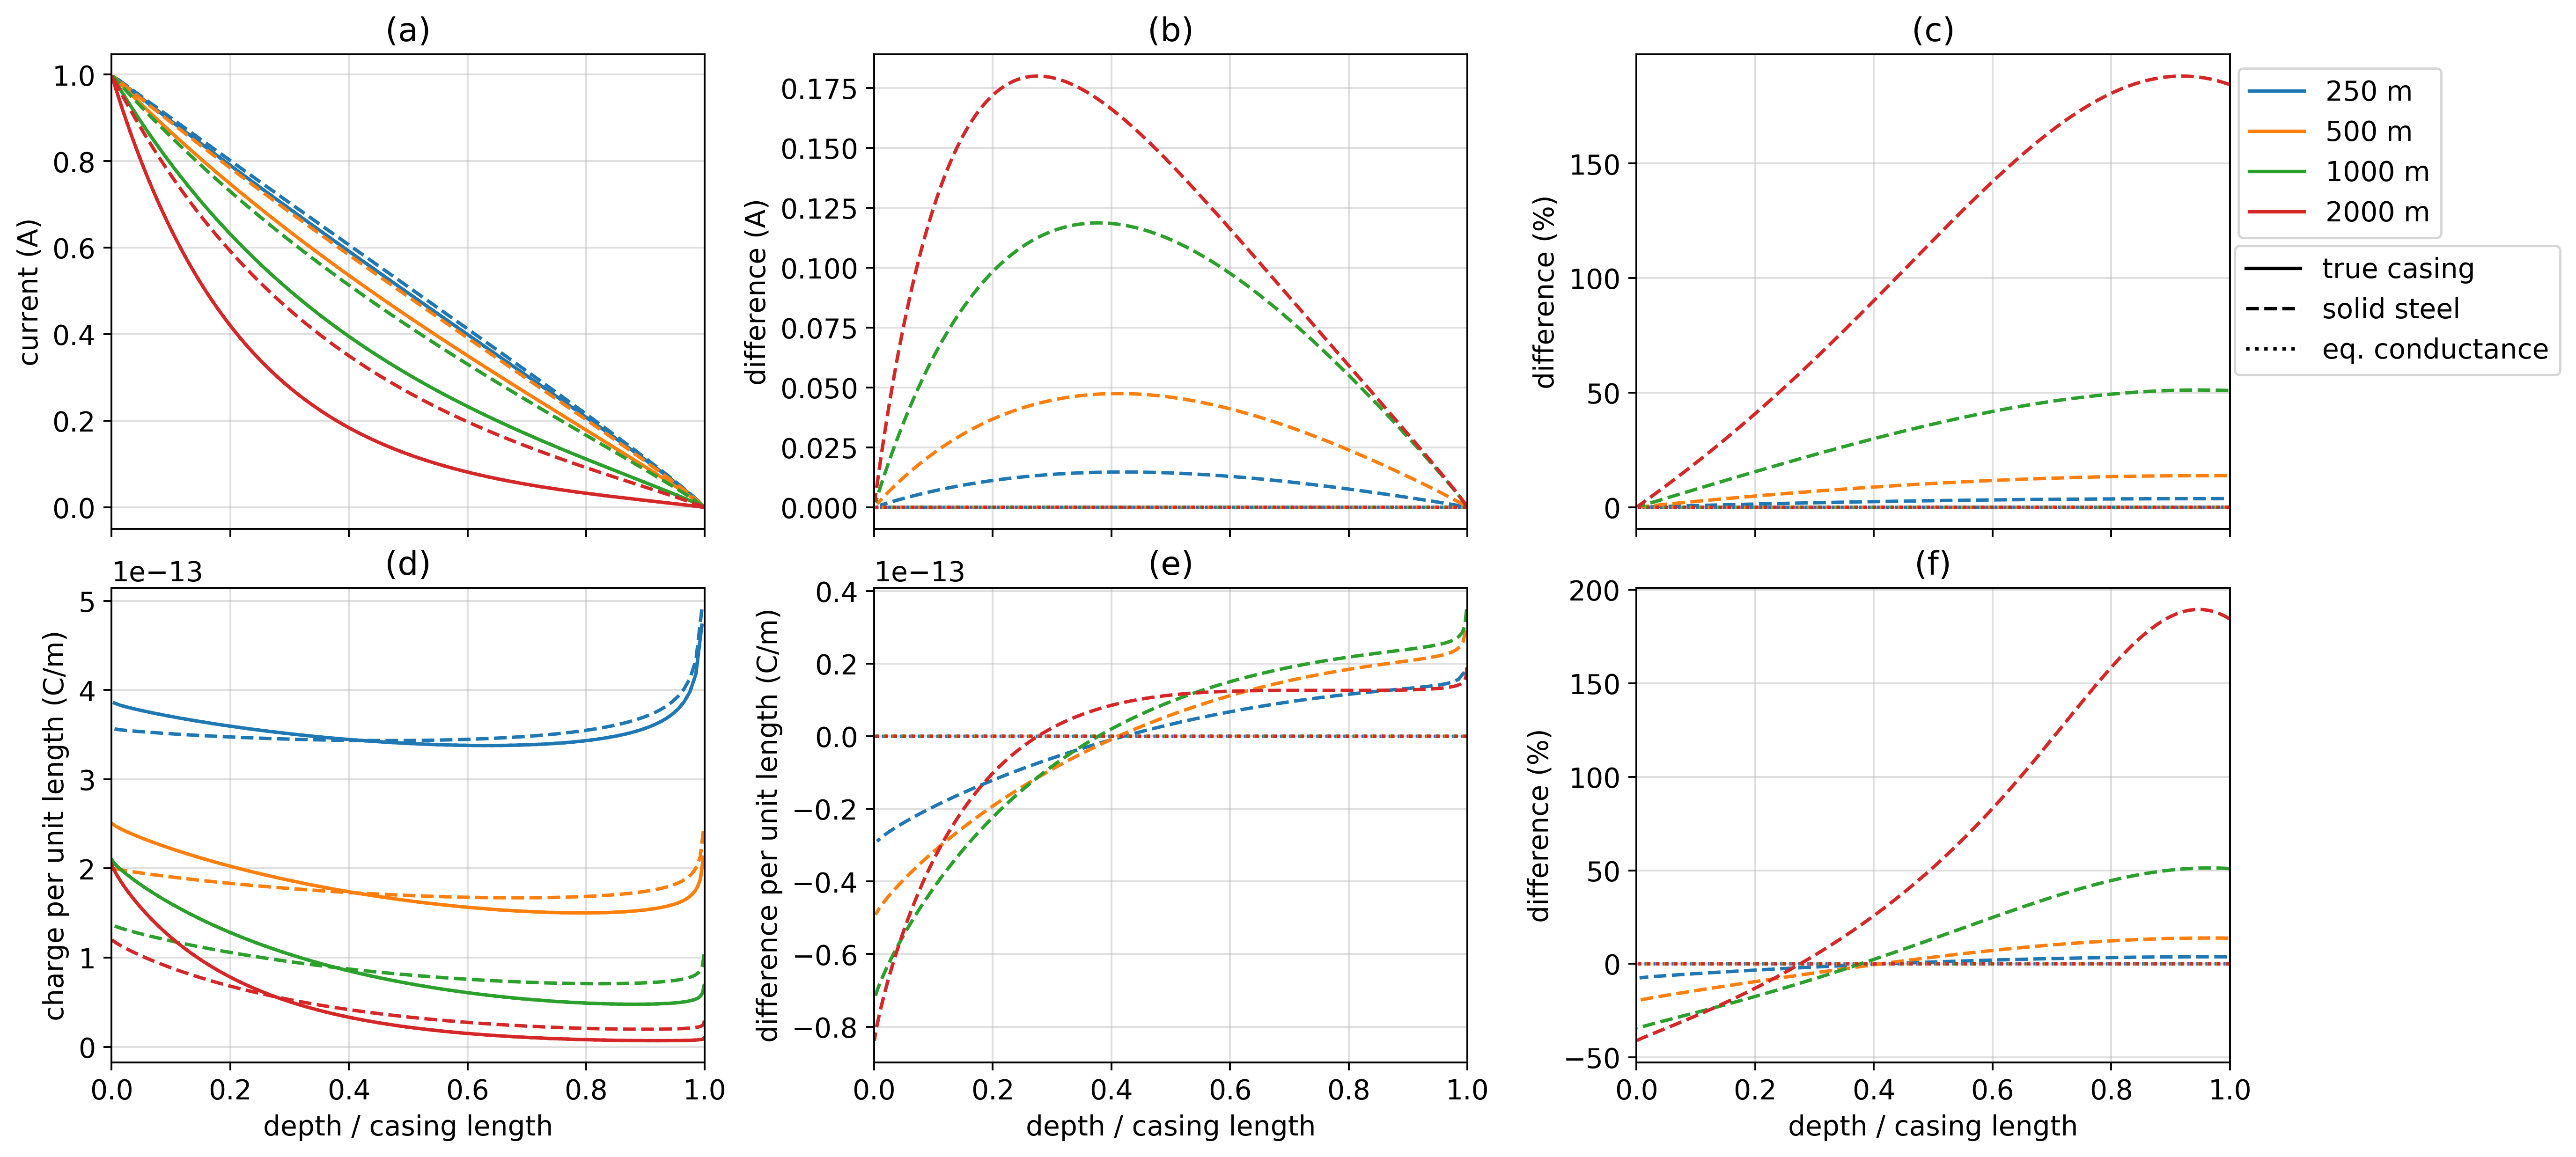 (a)
(b)
(c)
1.0
0.8
0.6
0.4
0.2
0.0
current (A)
0.175
0.150
0.125
0.100
0.075
0.050
0.025
0.000
difference (A)
150
100
50
0
difference (%)
250 m
500 m
1000 m
2000 m
true casing
solid steel
eq. conductance
(d)
(e)
(f)
1e−13
5
4
3
2
1
0
charge per unit length (C/m)
0.0 0.2 0.4 0.6 0.8 1.0
depth / casing length
1e−13
0.4
0.2
0.0
−0.2
−0.4
−0.6
−0.8
difference per unit length (C/m)
0.0 0.2 0.4 0.6 0.8 1.0
depth / casing length
200
150
100
50
0
−50
difference (%)
0.0 0.2 0.4 0.6 0.8 1.0
depth / casing length